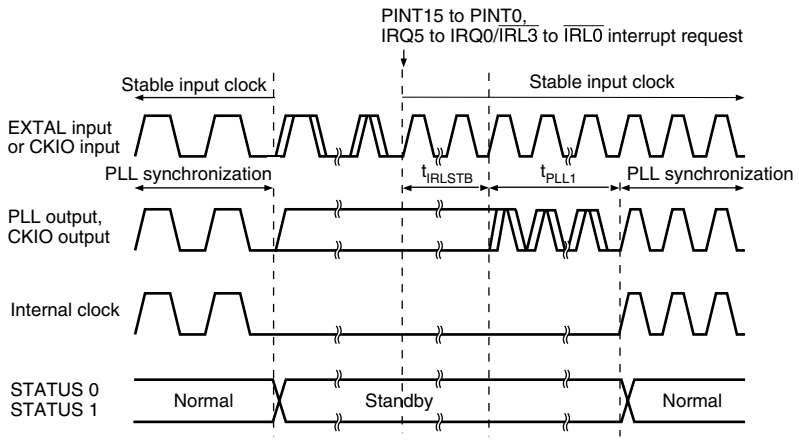 PINT15 to PINT0,
IRQ5 to IRQ0/IRL3 to IRL0 interrupt request
Stable input clock
Stable input clock
EXTAL input
or CKIO input
PLL synchronization
tIRLSTB
tPLL1
PLL synchronization
PLL output,
CKIO output
Internal clock
STATUS 0
STATUS 1
Normal
Standby
Normal